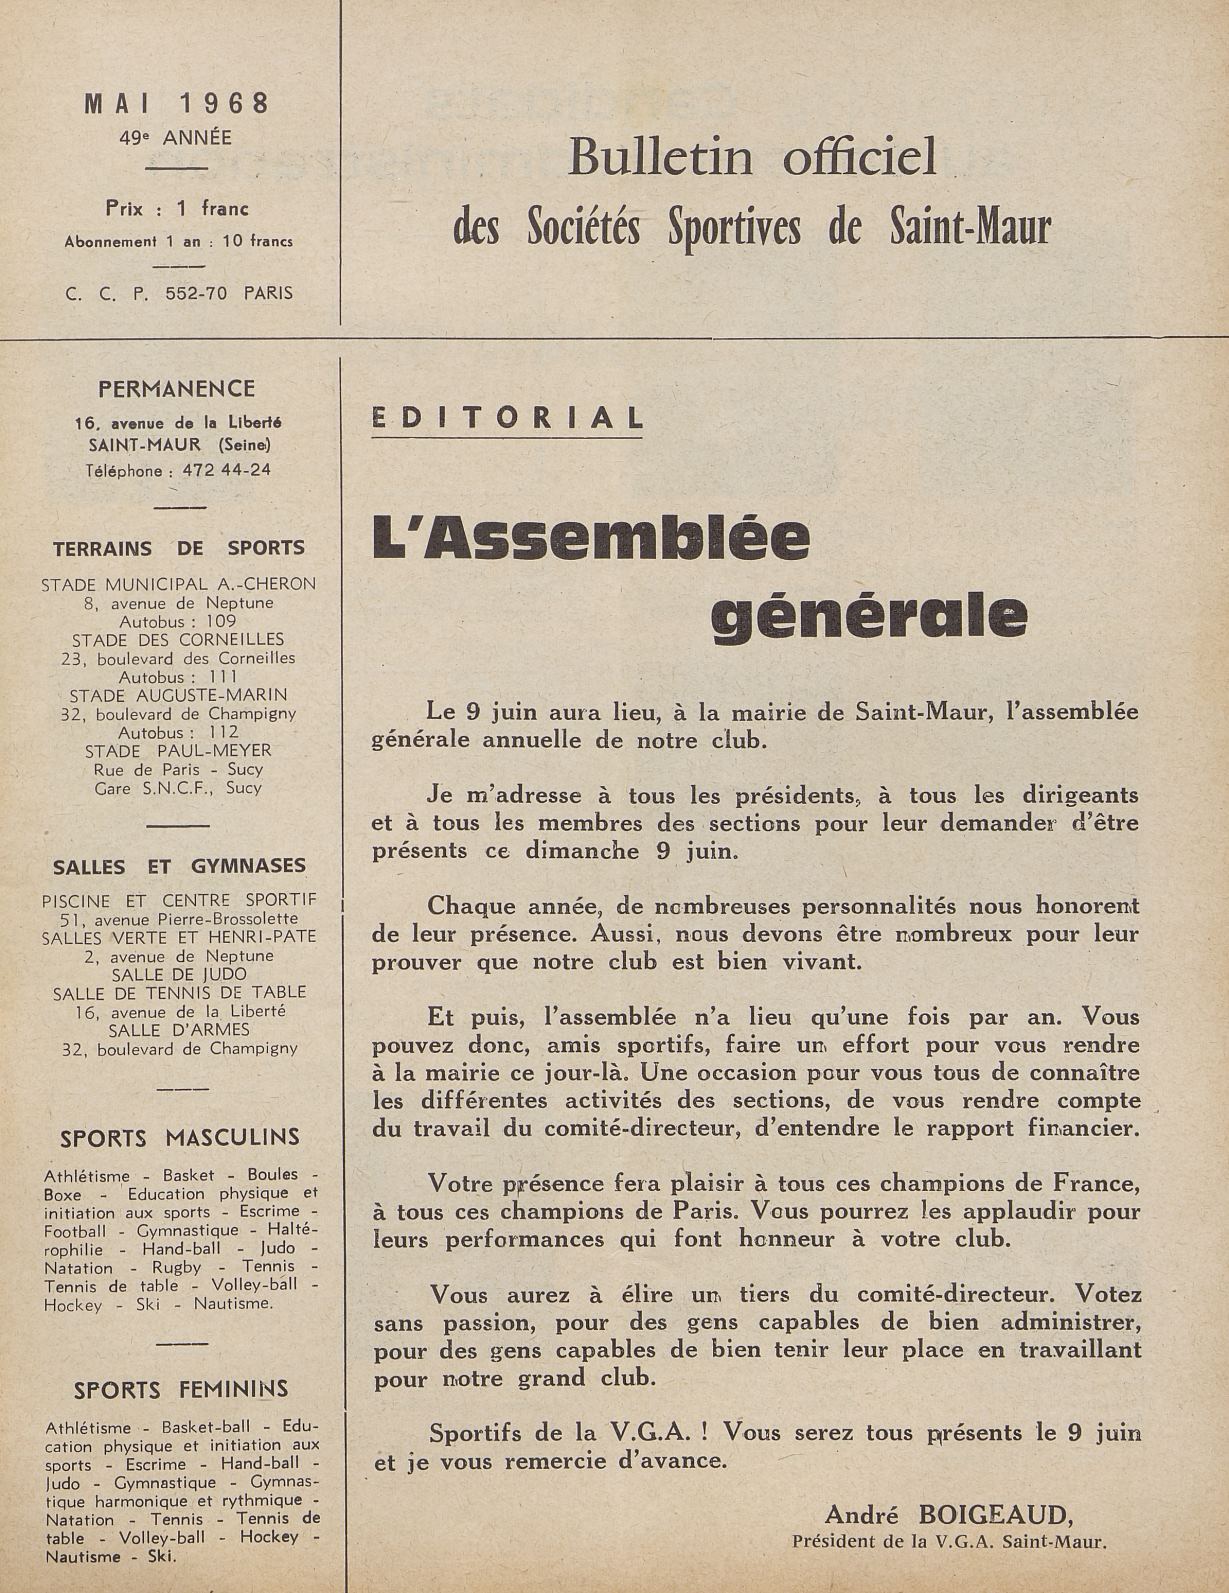 MAI 1968
49e ANNÉE
Prix : 1 franc
Abonnement 1 an : 10 francs
C. C. P. 552-70 PARIS
Bulletin officiel
des Sociétés Sportives de Saint-Maur
PERMANENCE
16, avenue de la Liberté
SAINT-MAUR (Seine)
Téléphone : 472 44-24
TERRAINS DE SPORTS
STADE MUNICIPAL A.-CHERON
8, avenue de Neptune
Autobus : 109
STADE DES CORNEILLES
23, boulevard des Corneilles
Autobus : 111
STADE AUGUSTE-MARIN
32, boulevard de Champigny
Autobus : 112
STADE PAUL-MEYER
Rue de Paris - Sucy
Gare S.N.C.F., Sucy
SALLES ET GYMNASES
PISCINE ET CENTRE SPORTIF
51, avenue Pierre-Brossolette
SALLES VERTE ET HENRI-PATE
2, avenue de Neptune
SALLE DE JUDO
SALLE DE TENNIS DE TABLE
16, avenue de la Liberté
SALLE D'ARMES
32, boulevard de Champigny
SPORTS MASCULINS
Athlétisme - Basket - Boules -
Boxe - Education physique et
initiation aux sports - Escrime -
Football - Gymnastique - Halté-
rophilie - Hand-ball - Judo -
Natation - Rugby - Tennis -
Tennis de table - Volley-ball -
Hockey - Ski - Nautisme.
SPORTS FEMININS
Athlétisme - Basket-ball - Edu-
cation physique et initiation aux
sports - Escrime - Hand-ball -
Judo - Gymnastique - Gymnas-
tique harmonique et rythmique -
Natation - Tennis - Tennis de
table - Volley-ball - Hockey -
Nautisme - Ski.
EDITORIAL
L'Assemblée
générale
Le 9 juin aura lieu, à la mairie de Saint-Maur, l'assemblée
générale annuelle de notre club.
Je m'adresse à tous les présidents, à tous les dirigeants
et à tous les membres des sections pour leur demander d'être
présents ce dimanche 9 juin.
Chaque année, de nombreuses personnalités nous honorent
de leur présence. Aussi, nous devons être nombreux pour leur
prouver que notre club est bien vivant.
Et puis, l'assemblée n'a lieu qu'une fois par an. Vous
pouvez donc, amis sportifs, faire un effort pour vous rendre
à la mairie ce jour-là. Une occasion pour vous tous de connaître
les différentes activités des sections, de vous rendre compte
du travail du comité-directeur, d'entendre le rapport financier.
Votre présence fera plaisir à tous ces champions de France,
à tous ces champions de Paris. Vous pourrez les applaudir pour
leurs performances qui font honneur à votre club.
Vous aurez à élire un tiers du comité-directeur. Votez
sans passion, pour des gens capables de bien administrer,
pour des gens capables de bien tenir leur place en travaillant
pour notre grand club.
Sportifs de la V.G.A. ! Vous serez tous présents le 9 juin
et je vous remercie d'avance.
André BOIGEAUD,
Président de la V.G.A. Saint-Maur.